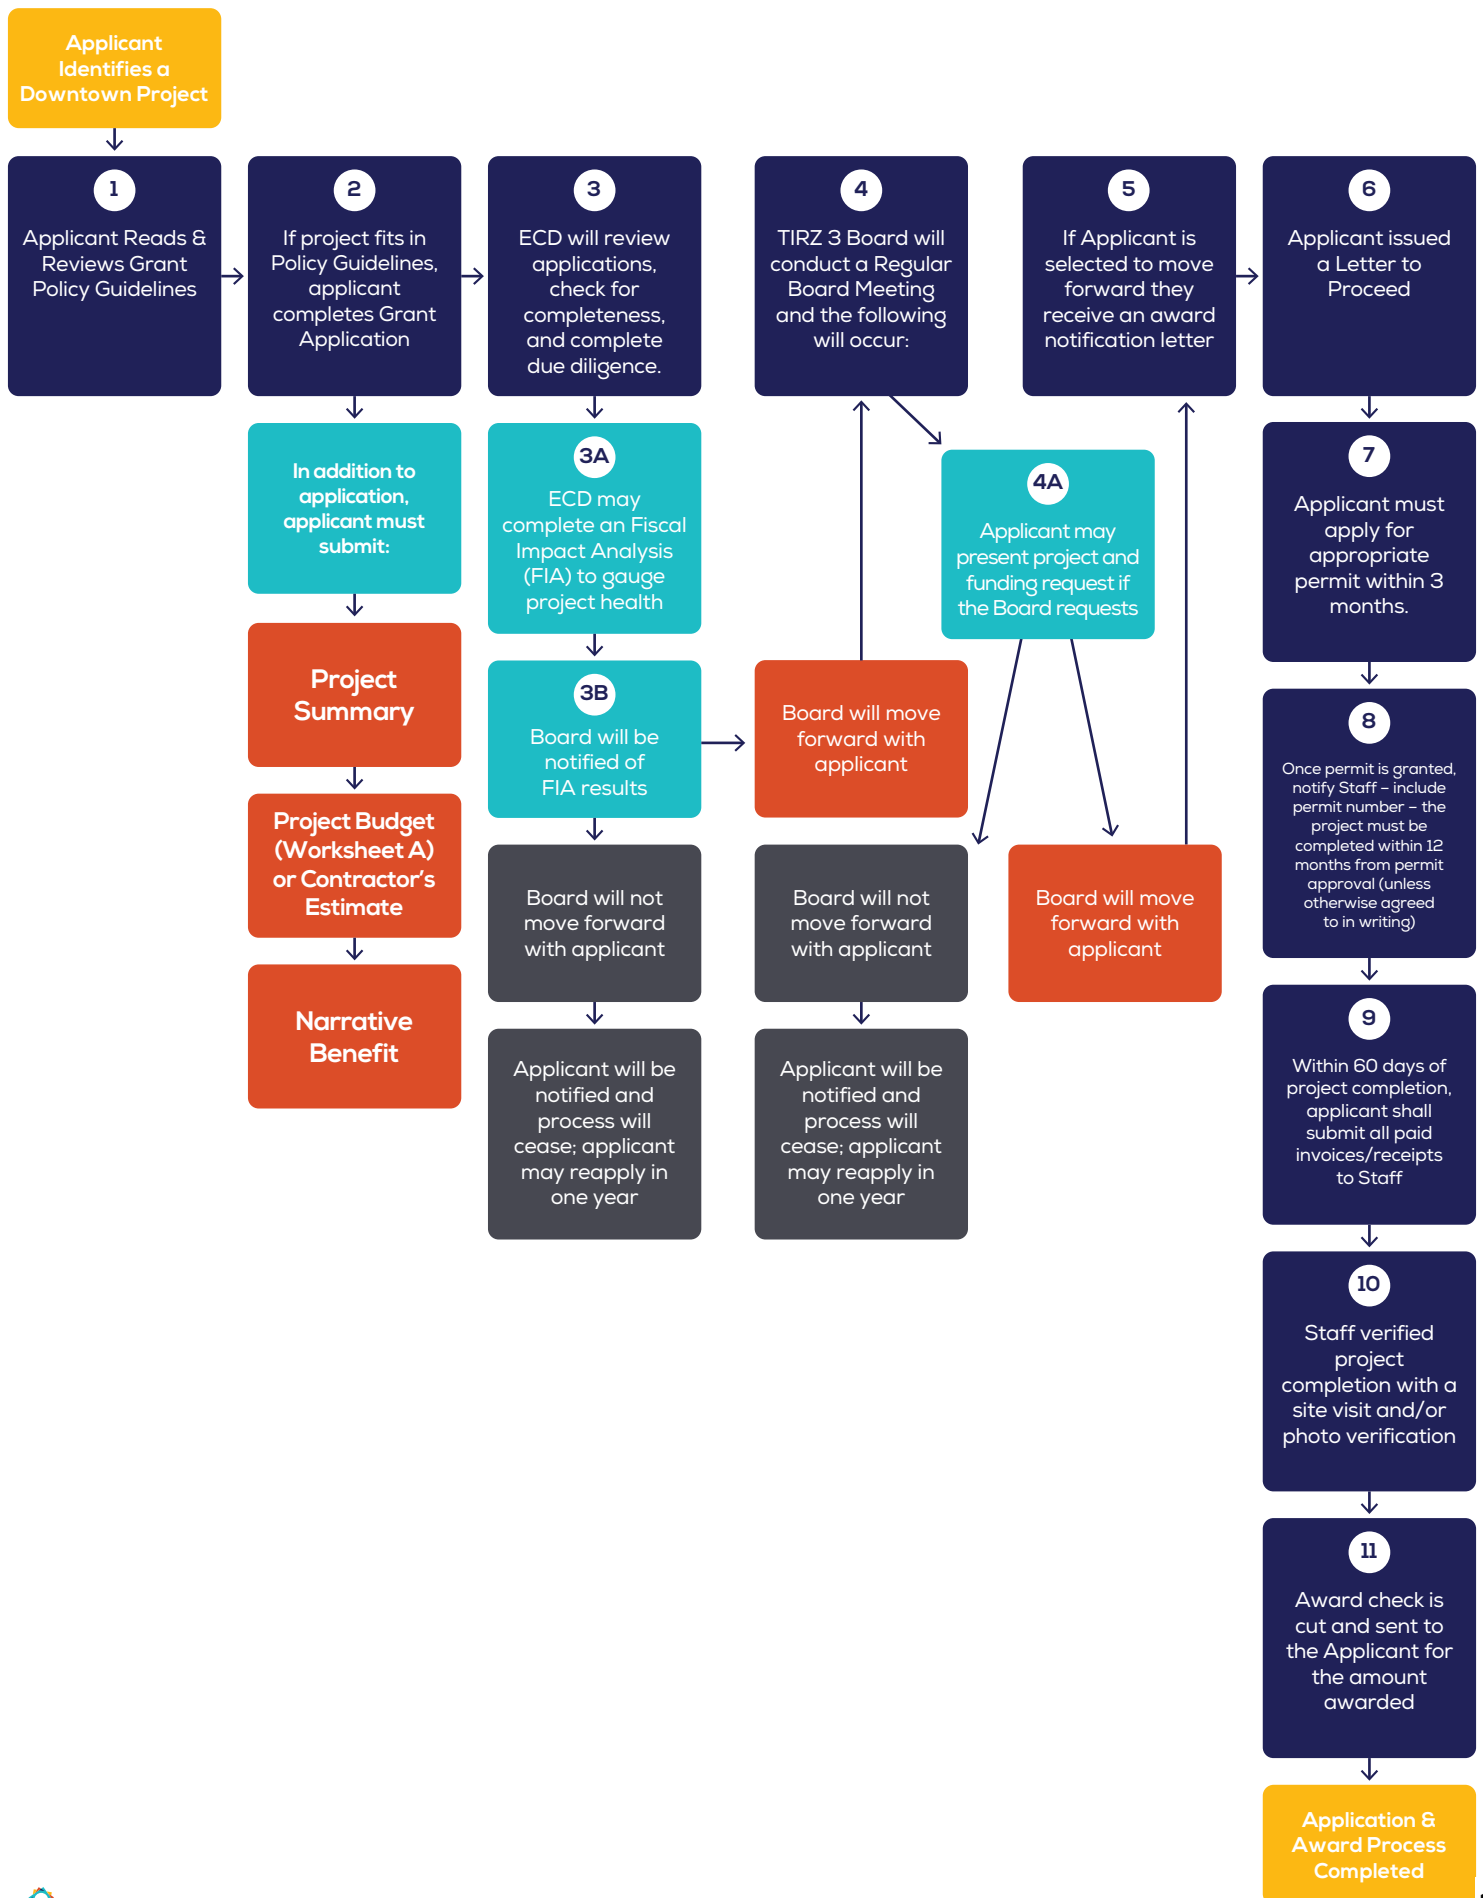 Applicant
Identifies a
Downtown Project
1
Applicant Reads &
Reviews Grant
Policy Guidelines
2
If project fits in
Policy Guidelines,
applicant
completes Grant
Application
In addition to
application,
applicant must
submit:
Project
Summary
Project Budget
(Worksheet A)
or Contractor's
Estimate
Narrative
Benefit
3
ECD will review
applications,
check for
completeness,
and complete
due diligence.
3A
ECD may
complete an Fiscal
Impact Analysis
(FIA) to gauge
project health
3B
Board will be
notified of
FIA results
Board will not
move forward
with applicant
Applicant will be
notified and
process will
cease; applicant
may reapply in
one year
Board will move
forward with
applicant
4
TIRZ 3 Board will
conduct a Regular
Board Meeting
and the following
will occur:
4A
Applicant may
present project and
funding request if
the Board requests
Board will not
move forward
with applicant
Applicant will be
notified and
process will
cease; applicant
may reapply in
one year
Board will move
forward with
applicant
5
If Applicant is
selected to move
forward they
receive an award
notification letter
6
Applicant issued
a Letter to
Proceed
7
Applicant must
apply for
appropriate
permit within 3
months.
8
Once permit is granted,
notify Staff – include
permit number – the
project must be
completed within 12
months from permit
approval (unless
otherwise agreed
to in writing)
9
Within 60 days of
project completion,
applicant shall
submit all paid
invoices/receipts
to Staff
10
Staff verified
project
completion with a
site visit and/or
photo verification
11
Award check is
cut and sent to
the Applicant for
the amount
awarded
Application &
Award Process
Completed